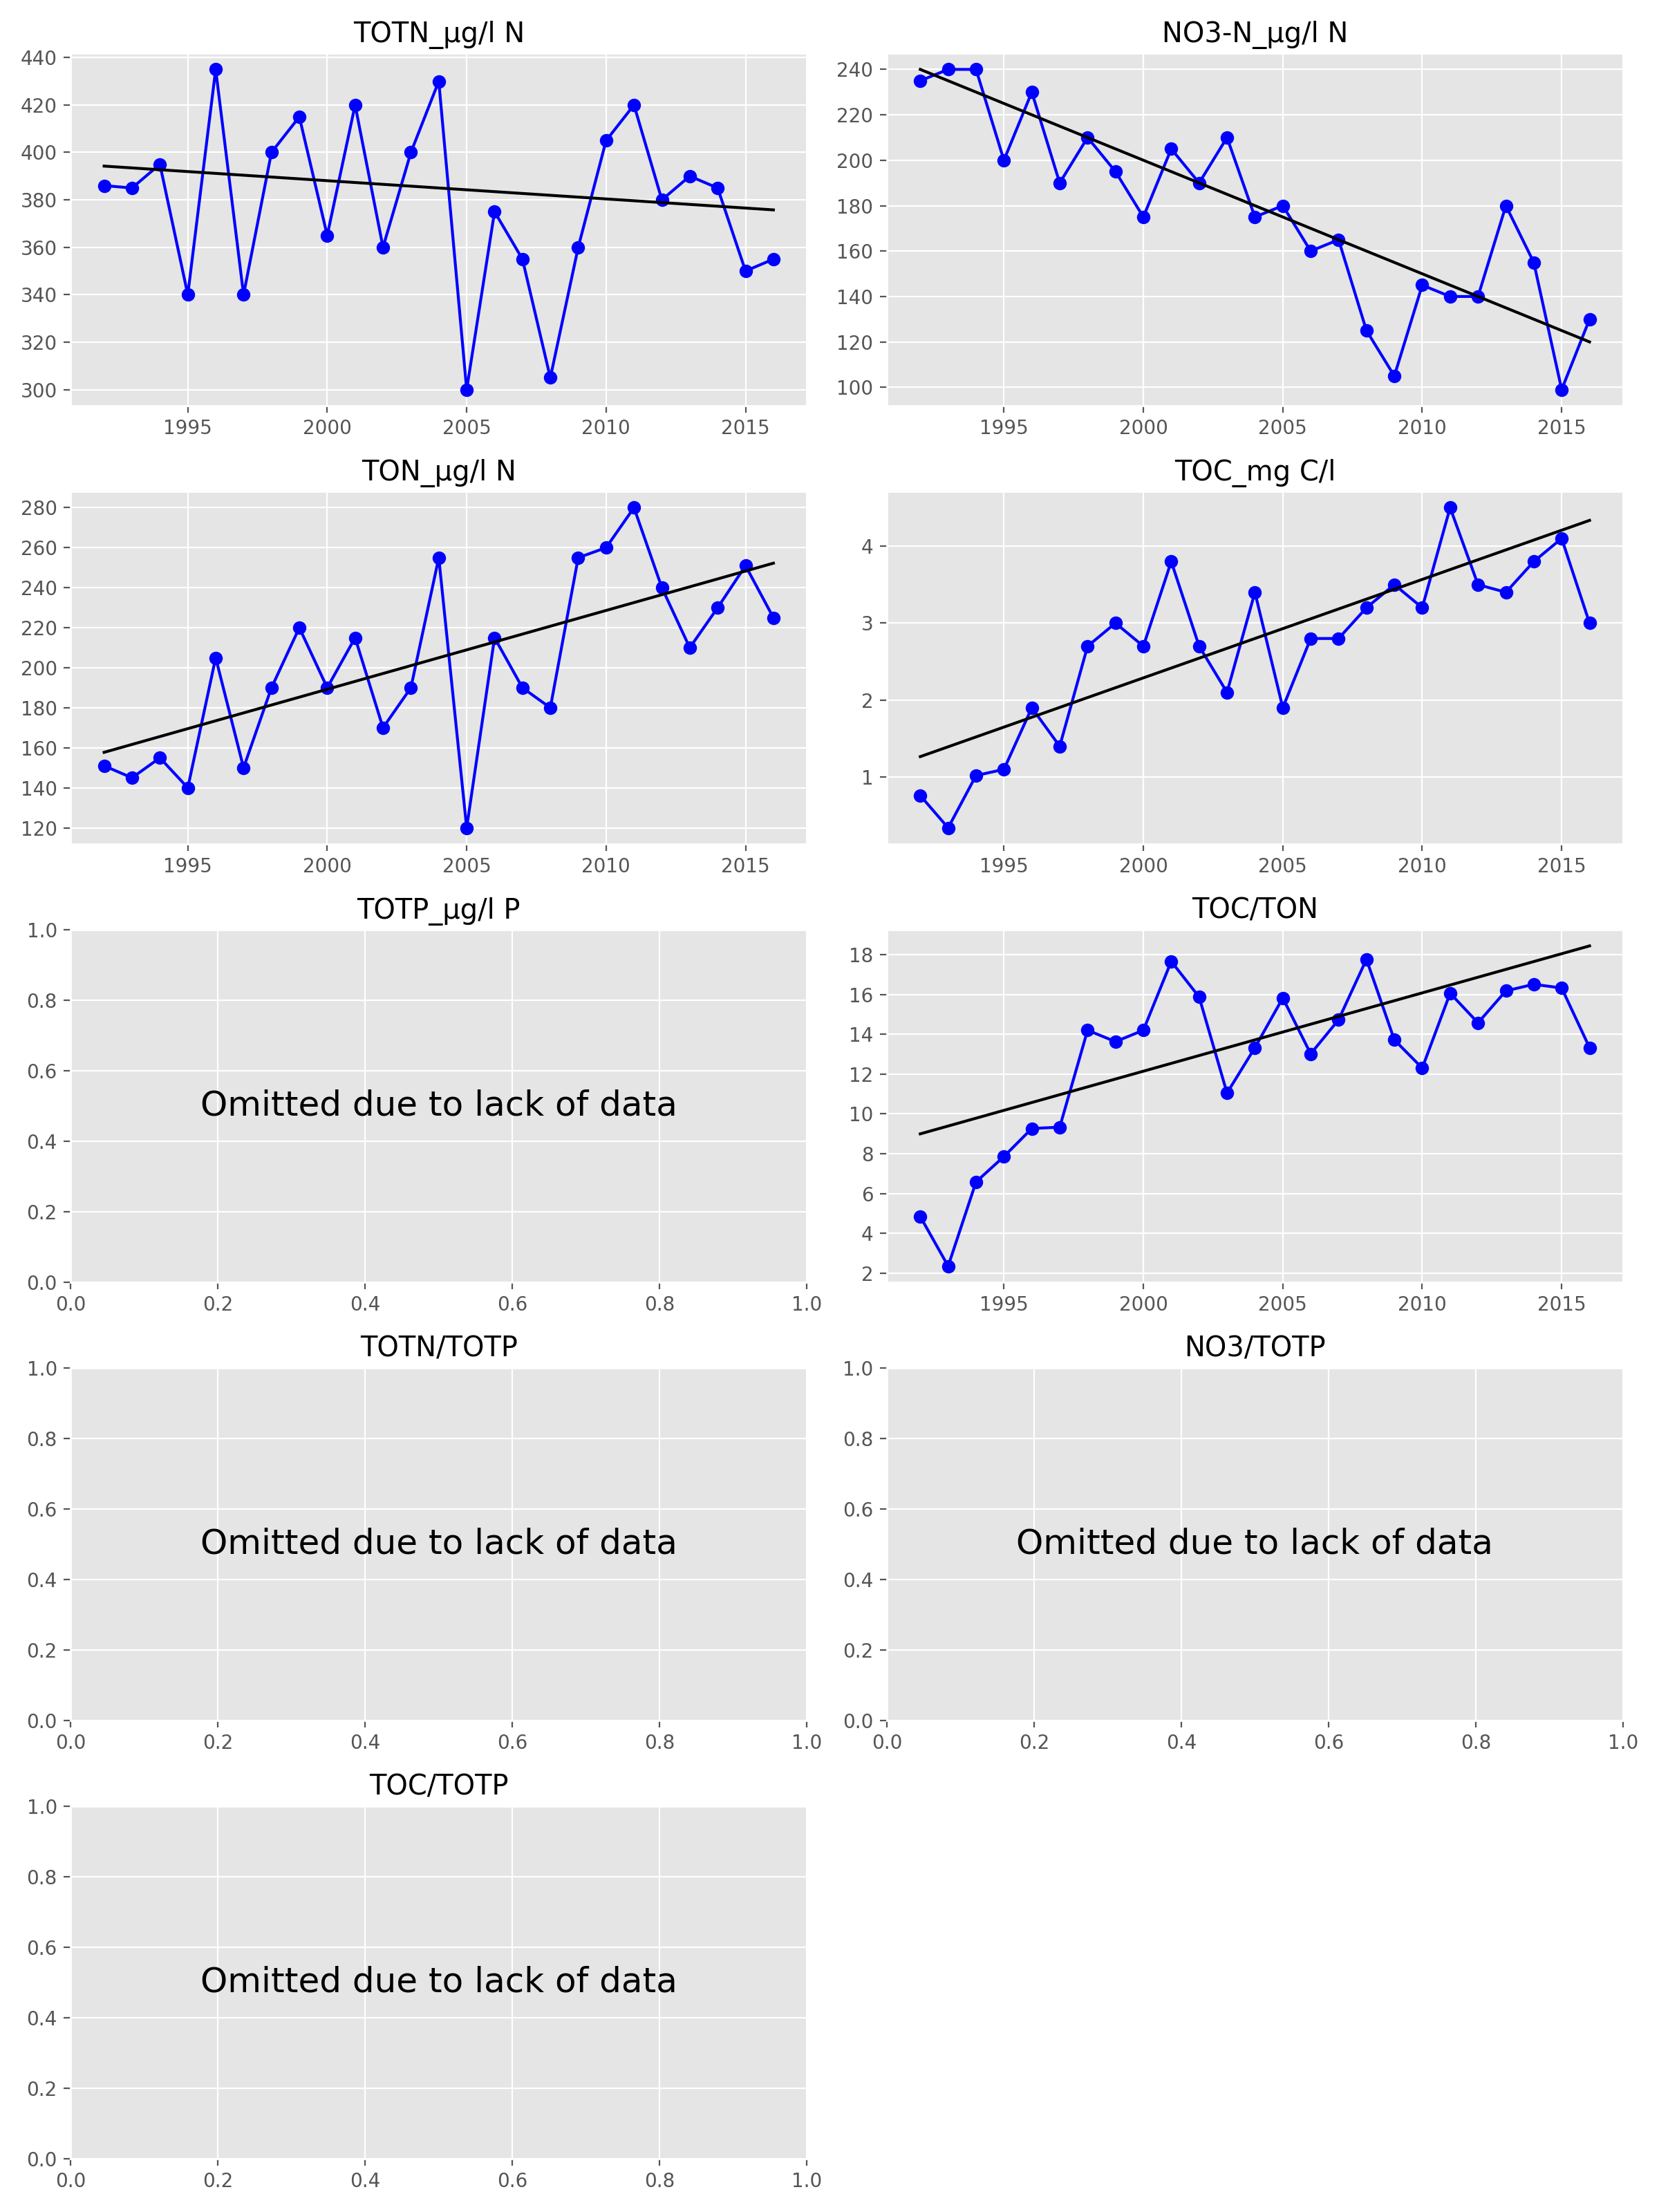 TOTN_µg/l N
440
420
400
380
360
340
320
300
1995 2000 2005 2010 2015
NO3-N_µg/l N
240
220
200
180
160
140
120
100
1995 2000 2005 2010 2015
TON_µg/l N
280
260
240
220
200
180
160
140
120
1995 2000 2005 2010 2015
TOC_mg C/l
4
3
2
1
1995 2000 2005 2010 2015
TOTP_µg/l P
1.0
0.8
0.6
Omitted due to lack of data
0.4
0.2
0.0
0.0 0.2 0.4 0.6 0.8 1.0
TOC/TON
18
16
14
12
10
8
6
4
2
1995 2000 2005 2010 2015
TOTN/TOTP
1.0
0.8
0.6
Omitted due to lack of data
0.4
0.2
0.0
0.0 0.2 0.4 0.6 0.8 1.0
NO3/TOTP
1.0
0.8
0.6
Omitted due to lack of data
0.4
0.2
0.0
0.0 0.2 0.4 0.6 0.8 1.0
TOC/TOTP
1.0
0.8
0.6
Omitted due to lack of data
0.4
0.2
0.0
0.0 0.2 0.4 0.6 0.8 1.0